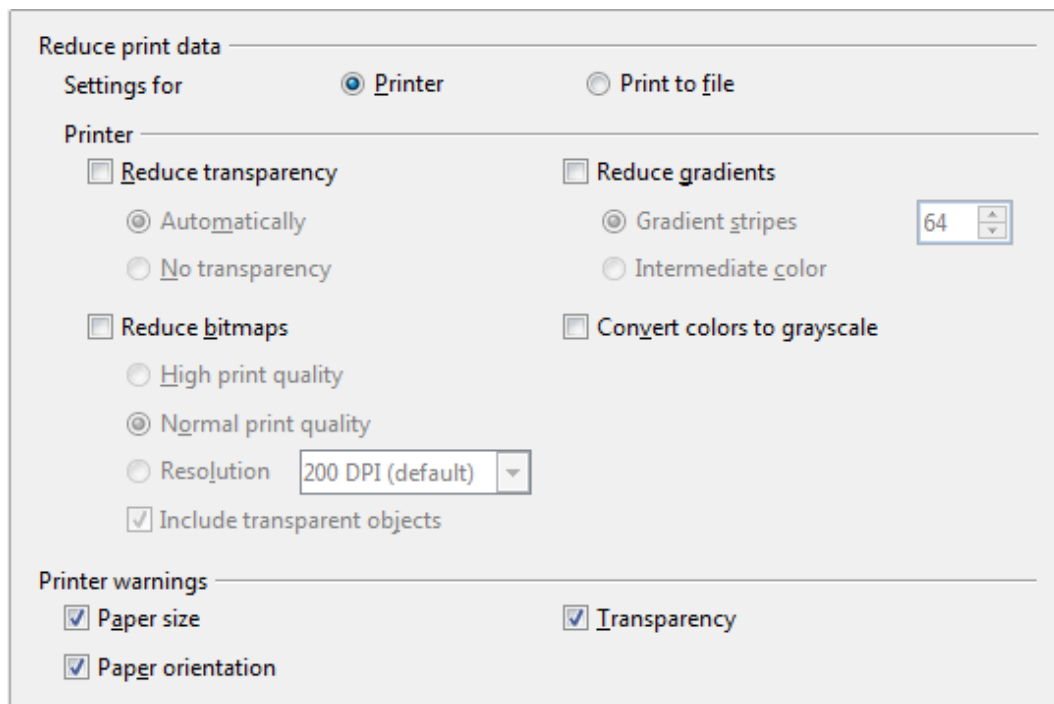 Reduce print data
Settings for Printer Print to file
Printer
Reduce transparency Reduce gradients
Automatically Gradient stripes 64
No transparency Intermediate color
Reduce bitmaps Convert colors to grayscale
High print quality
Normal print quality
Resolution 200 DPI (default)
Include transparent objects
Printer warnings
Paper size Transparency
Paper orientation